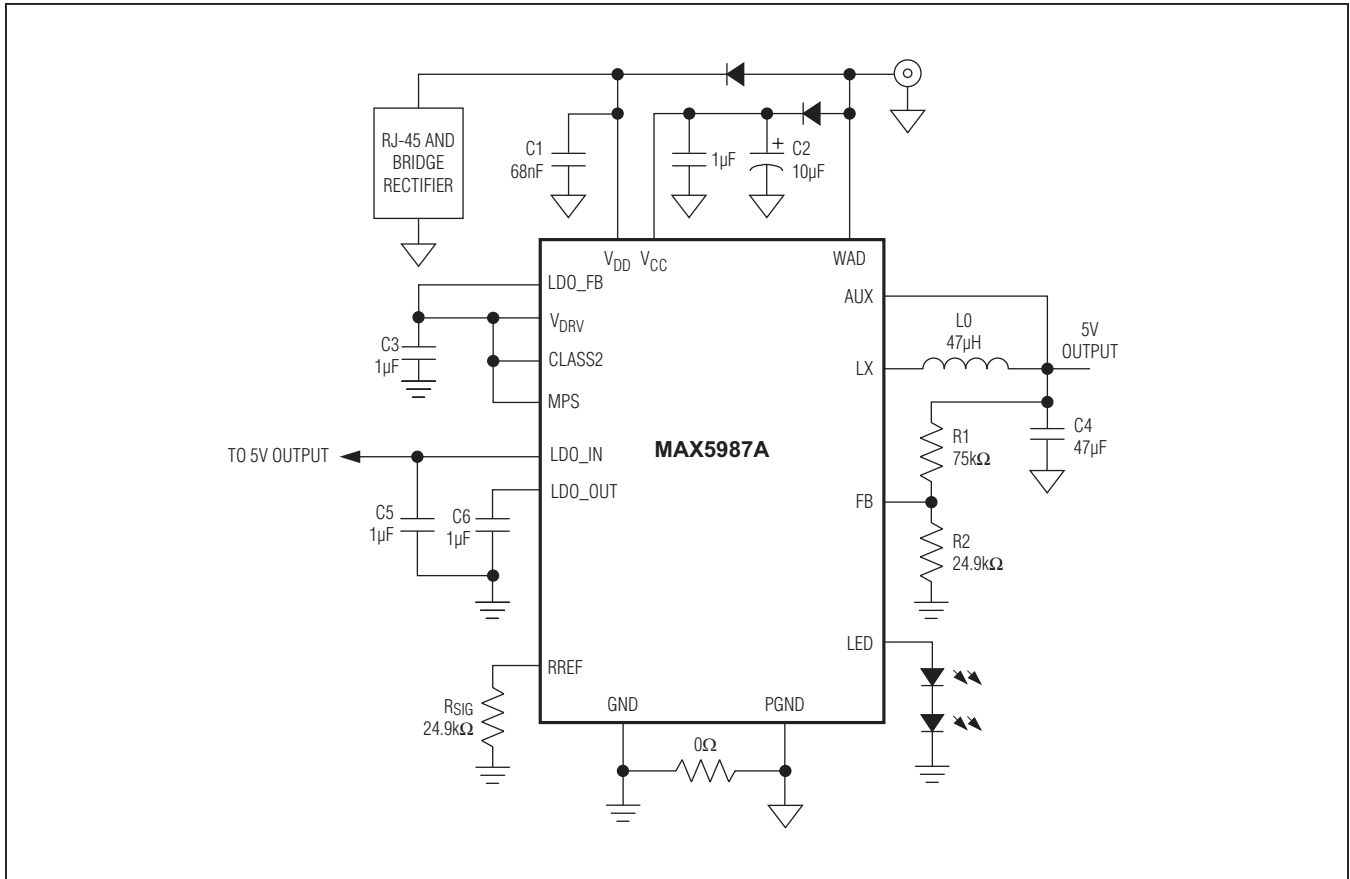 RJ-45 AND
BRIDGE
RECTIFIER
C1
68nF
1µF
+
C2
10µF
VDD
VCC
WAD
LDO_FB
VDRV
CLASS2
MPS
LDO_IN
LDO_OUT
RREF
GND
PGND
AUX
LX
FB
LED
MAX5987A
C3
1µF
TO 5V OUTPUT
C5
1µF
C6
1µF
RSIG
24.9kΩ
0Ω
L0
47µH
5V
OUTPUT
R1
75kΩ
C4
47µF
R2
24.9kΩ